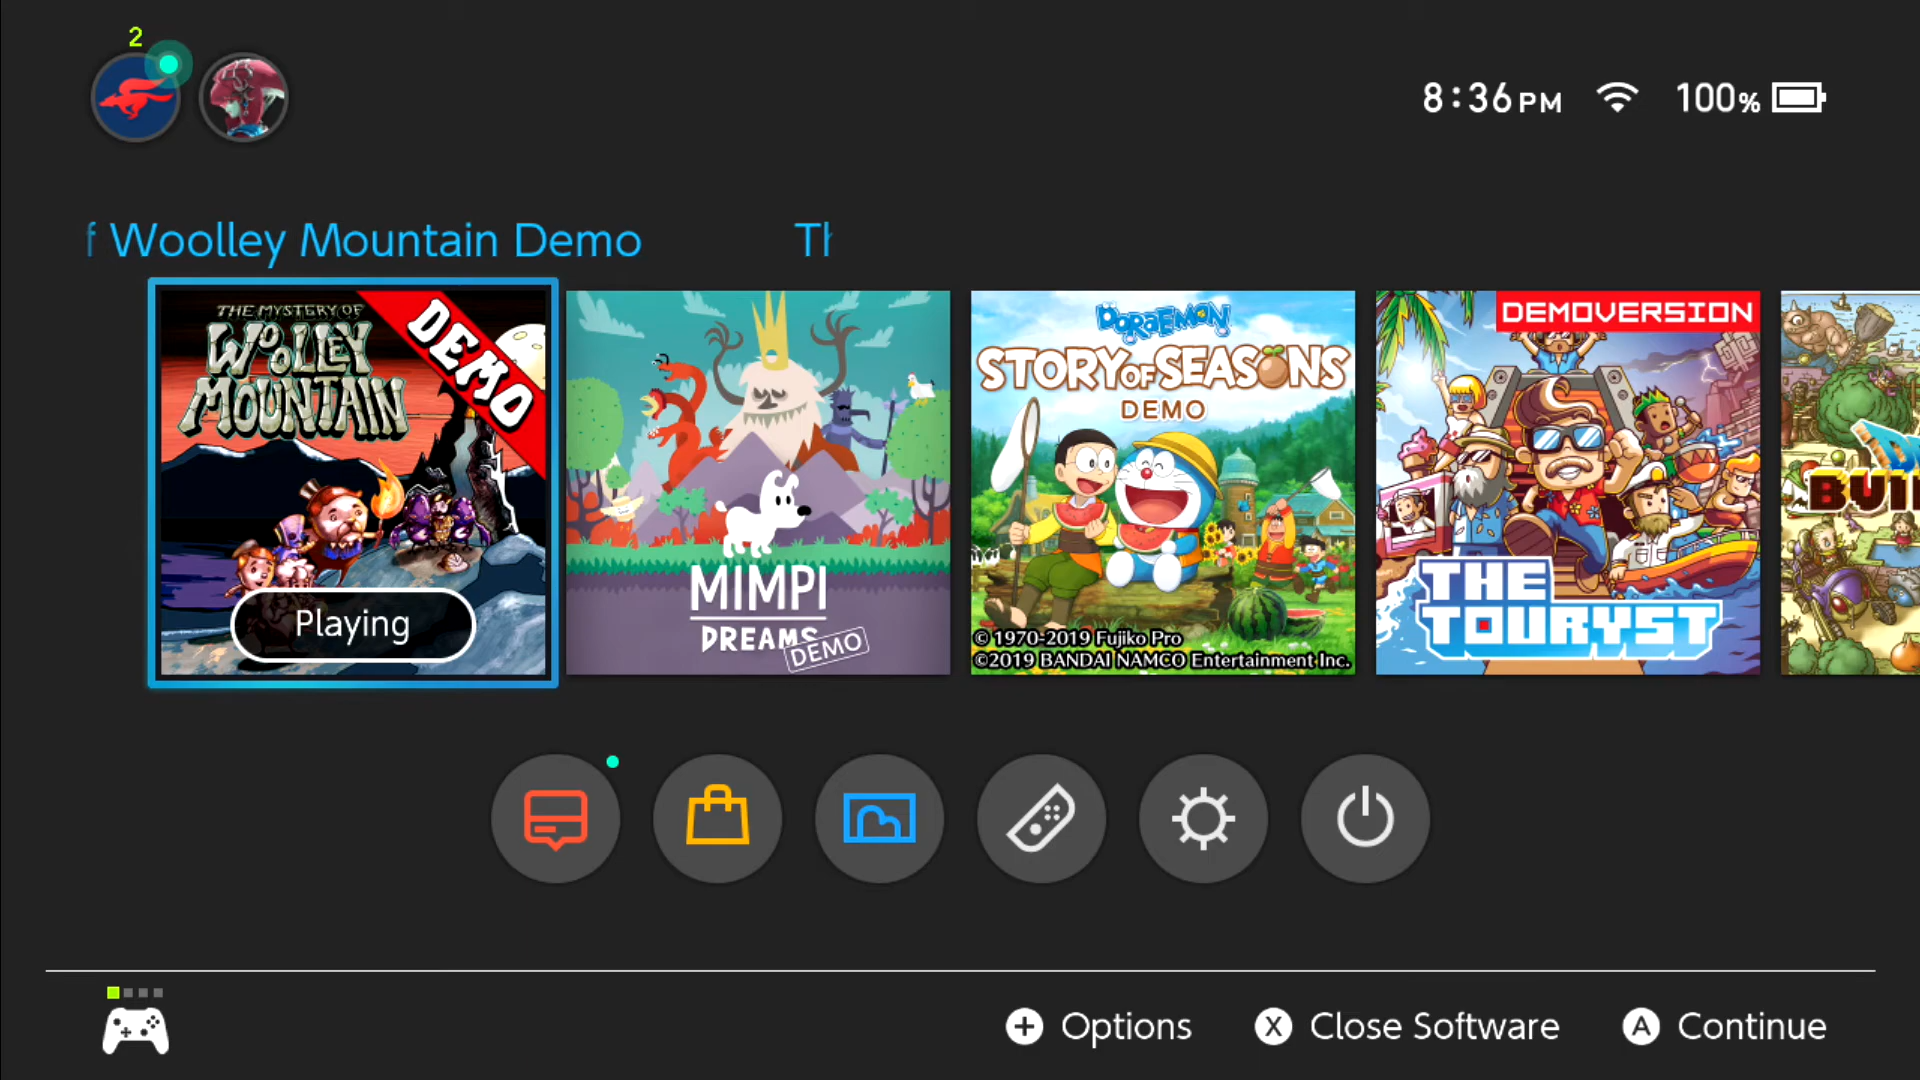 2
8:36 PM
100%
f Woolley Mountain Demo
THE MYSTERY OF
WOOLLEY
MOUNTAIN
DEMO
Playing
MIMPI
DREAMS
DEMO
DORAEMON
STORY OF SEASONS
DEMO
© 1970-2019 Fujiko Pro
©2019 BANDAI NAMCO Entertainment Inc.
DEMOVERSION
THE
TOURYST
+ Options
X Close Software
A Continue